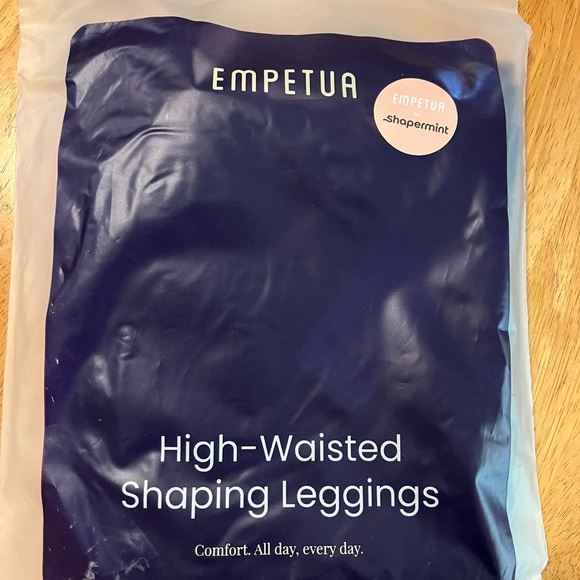 EMPETUA
EMPETUA
shapermint
High-Waisted
Shaping Leggings
Comfort. All day, every day.